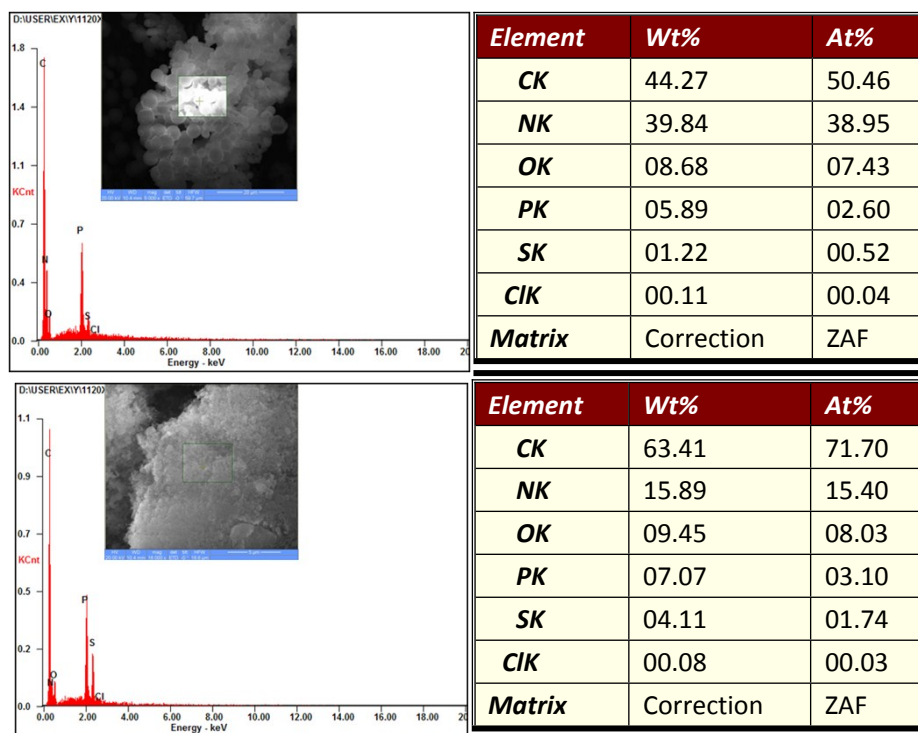 D:\USER\EX\Y\1120X
1.8
C
1.4
1.1
KCnt
0.7
P
N
0.4
O
S
Cl
0.0
0.00 2.00 4.00 6.00 8.00 10.00 12.00 14.00 16.00 18.00 20
Energy - keV
Element Wt% At%
CK 44.27 50.46
NK 39.84 38.95
OK 08.68 07.43
PK 05.89 02.60
SK 01.22 00.52
ClK 00.11 00.04
Matrix Correction ZAF
D:\USER\EX\Y\1120X
1.1
C
0.9
0.7
KCnt
0.5
P
S
0.2
O
N
Cl
0.0
0.00 2.00 4.00 6.00 8.00 10.00 12.00 14.00 16.00 18.00 20
Energy - keV
Element Wt% At%
CK 63.41 71.70
NK 15.89 15.40
OK 09.45 08.03
PK 07.07 03.10
SK 04.11 01.74
ClK 00.08 00.03
Matrix Correction ZAF